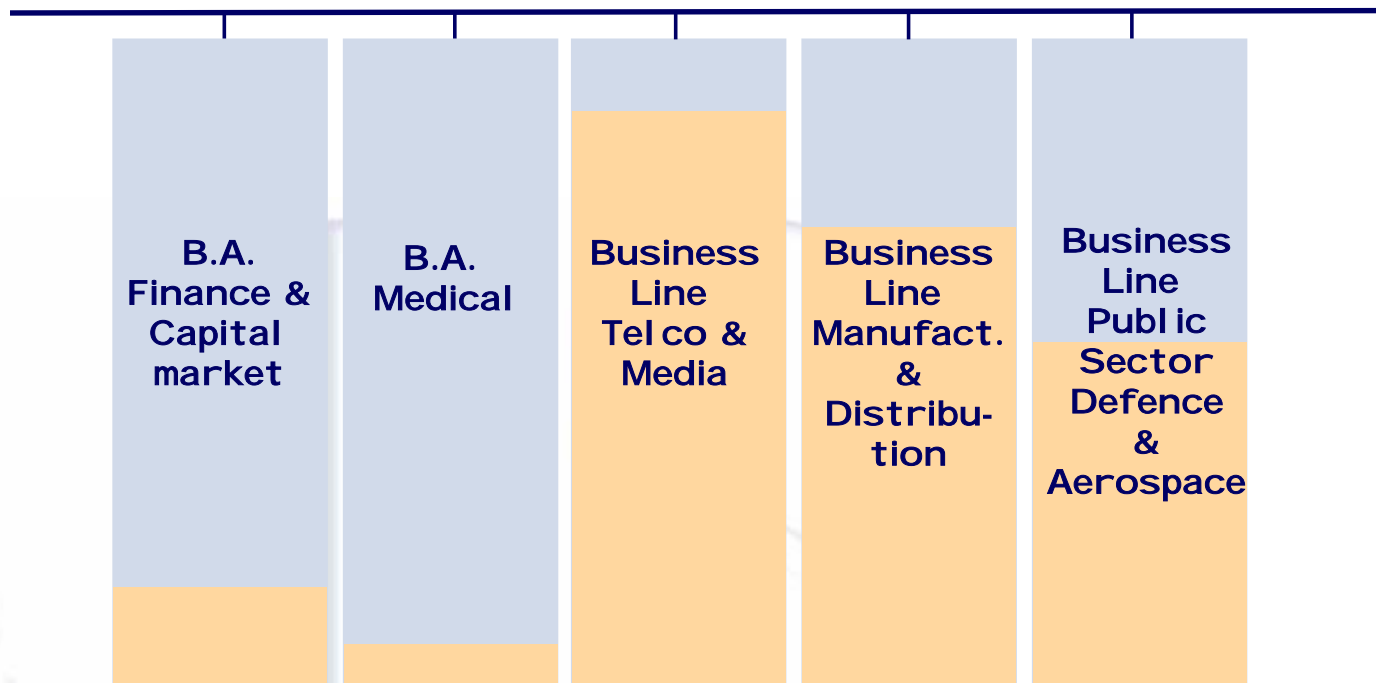 B.A.
Finance &
Capital
market
B.A.
Medical
Business
Line
Telco &
Media
Business
Line
Manufact.
&
Distribu-
tion
Business
Line
Public
Sector
Defence
&
Aerospace